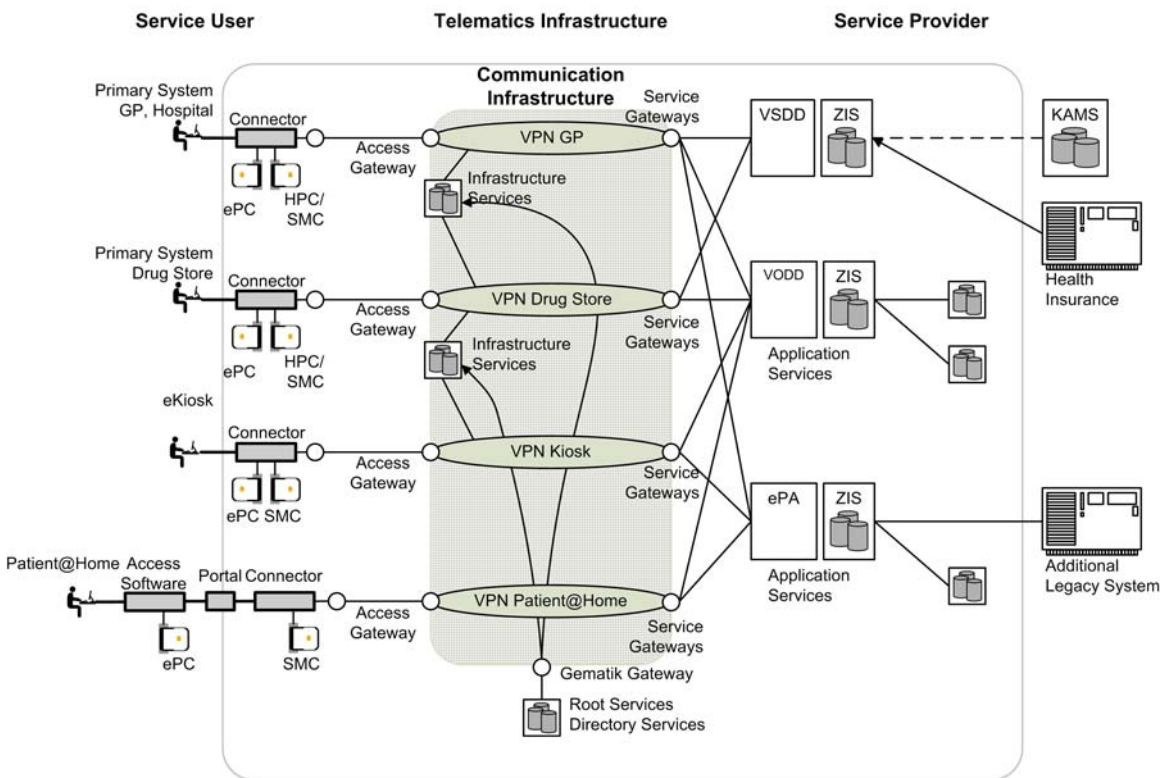 Service User
Telematics Infrastructure
Service Provider
Communication
Infrastructure
Primary System
GP, Hospital
Connector
ePC
HPC/
SMC
Access
Gateway
VPN GP
Service
Gateways
Infrastructure
Services
VSDD
ZIS
KAMS
Health
Insurance
Primary System
Drug Store
Connector
ePC
HPC/
SMC
Access
Gateway
VPN Drug Store
Service
Gateways
Infrastructure
Services
VODD
ZIS
Application
Services
eKiosk
Connector
ePC SMC
Access
Gateway
VPN Kiosk
Service
Gateways
ePA
ZIS
Application
Services
Additional
Legacy System
Patient@Home
Access
Software
Portal
Connector
ePC
SMC
Access
Gateway
VPN Patient@Home
Service
Gateways
Gematik Gateway
Root Services
Directory Services